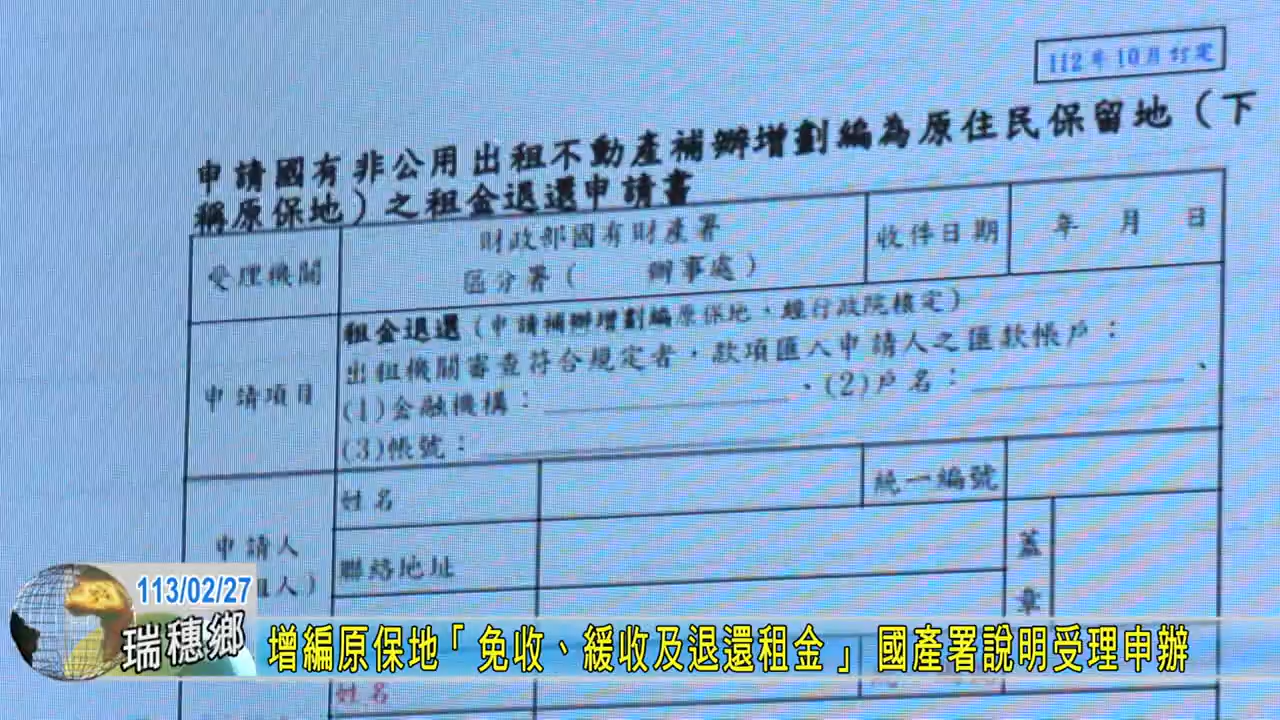 112年10月訂定
申請國有非公用出租不動產補辦增劃編為原住民保留地（下
稱原保地）之租金退還申請書
受理機關
財政部國有財產署
區分署（　　辦事處）
收件日期
年　月　日
申請項目
租金退還（申請補辦增劃編原保地，經行政院核定）
出租機關審查符合規定者，款項匯入申請人之匯款帳戶：
(1)金融機構：＿＿＿＿＿＿＿＿、(2)戶名：＿＿＿＿＿＿＿＿、
(3)帳號：＿＿＿＿＿＿＿＿
申請人
人）
姓名
統一編號
聯絡地址
蓋章
姓名
113/02/27
瑞穗鄉
增編原保地「免收、緩收及退還租金」 國產署說明受理申辦